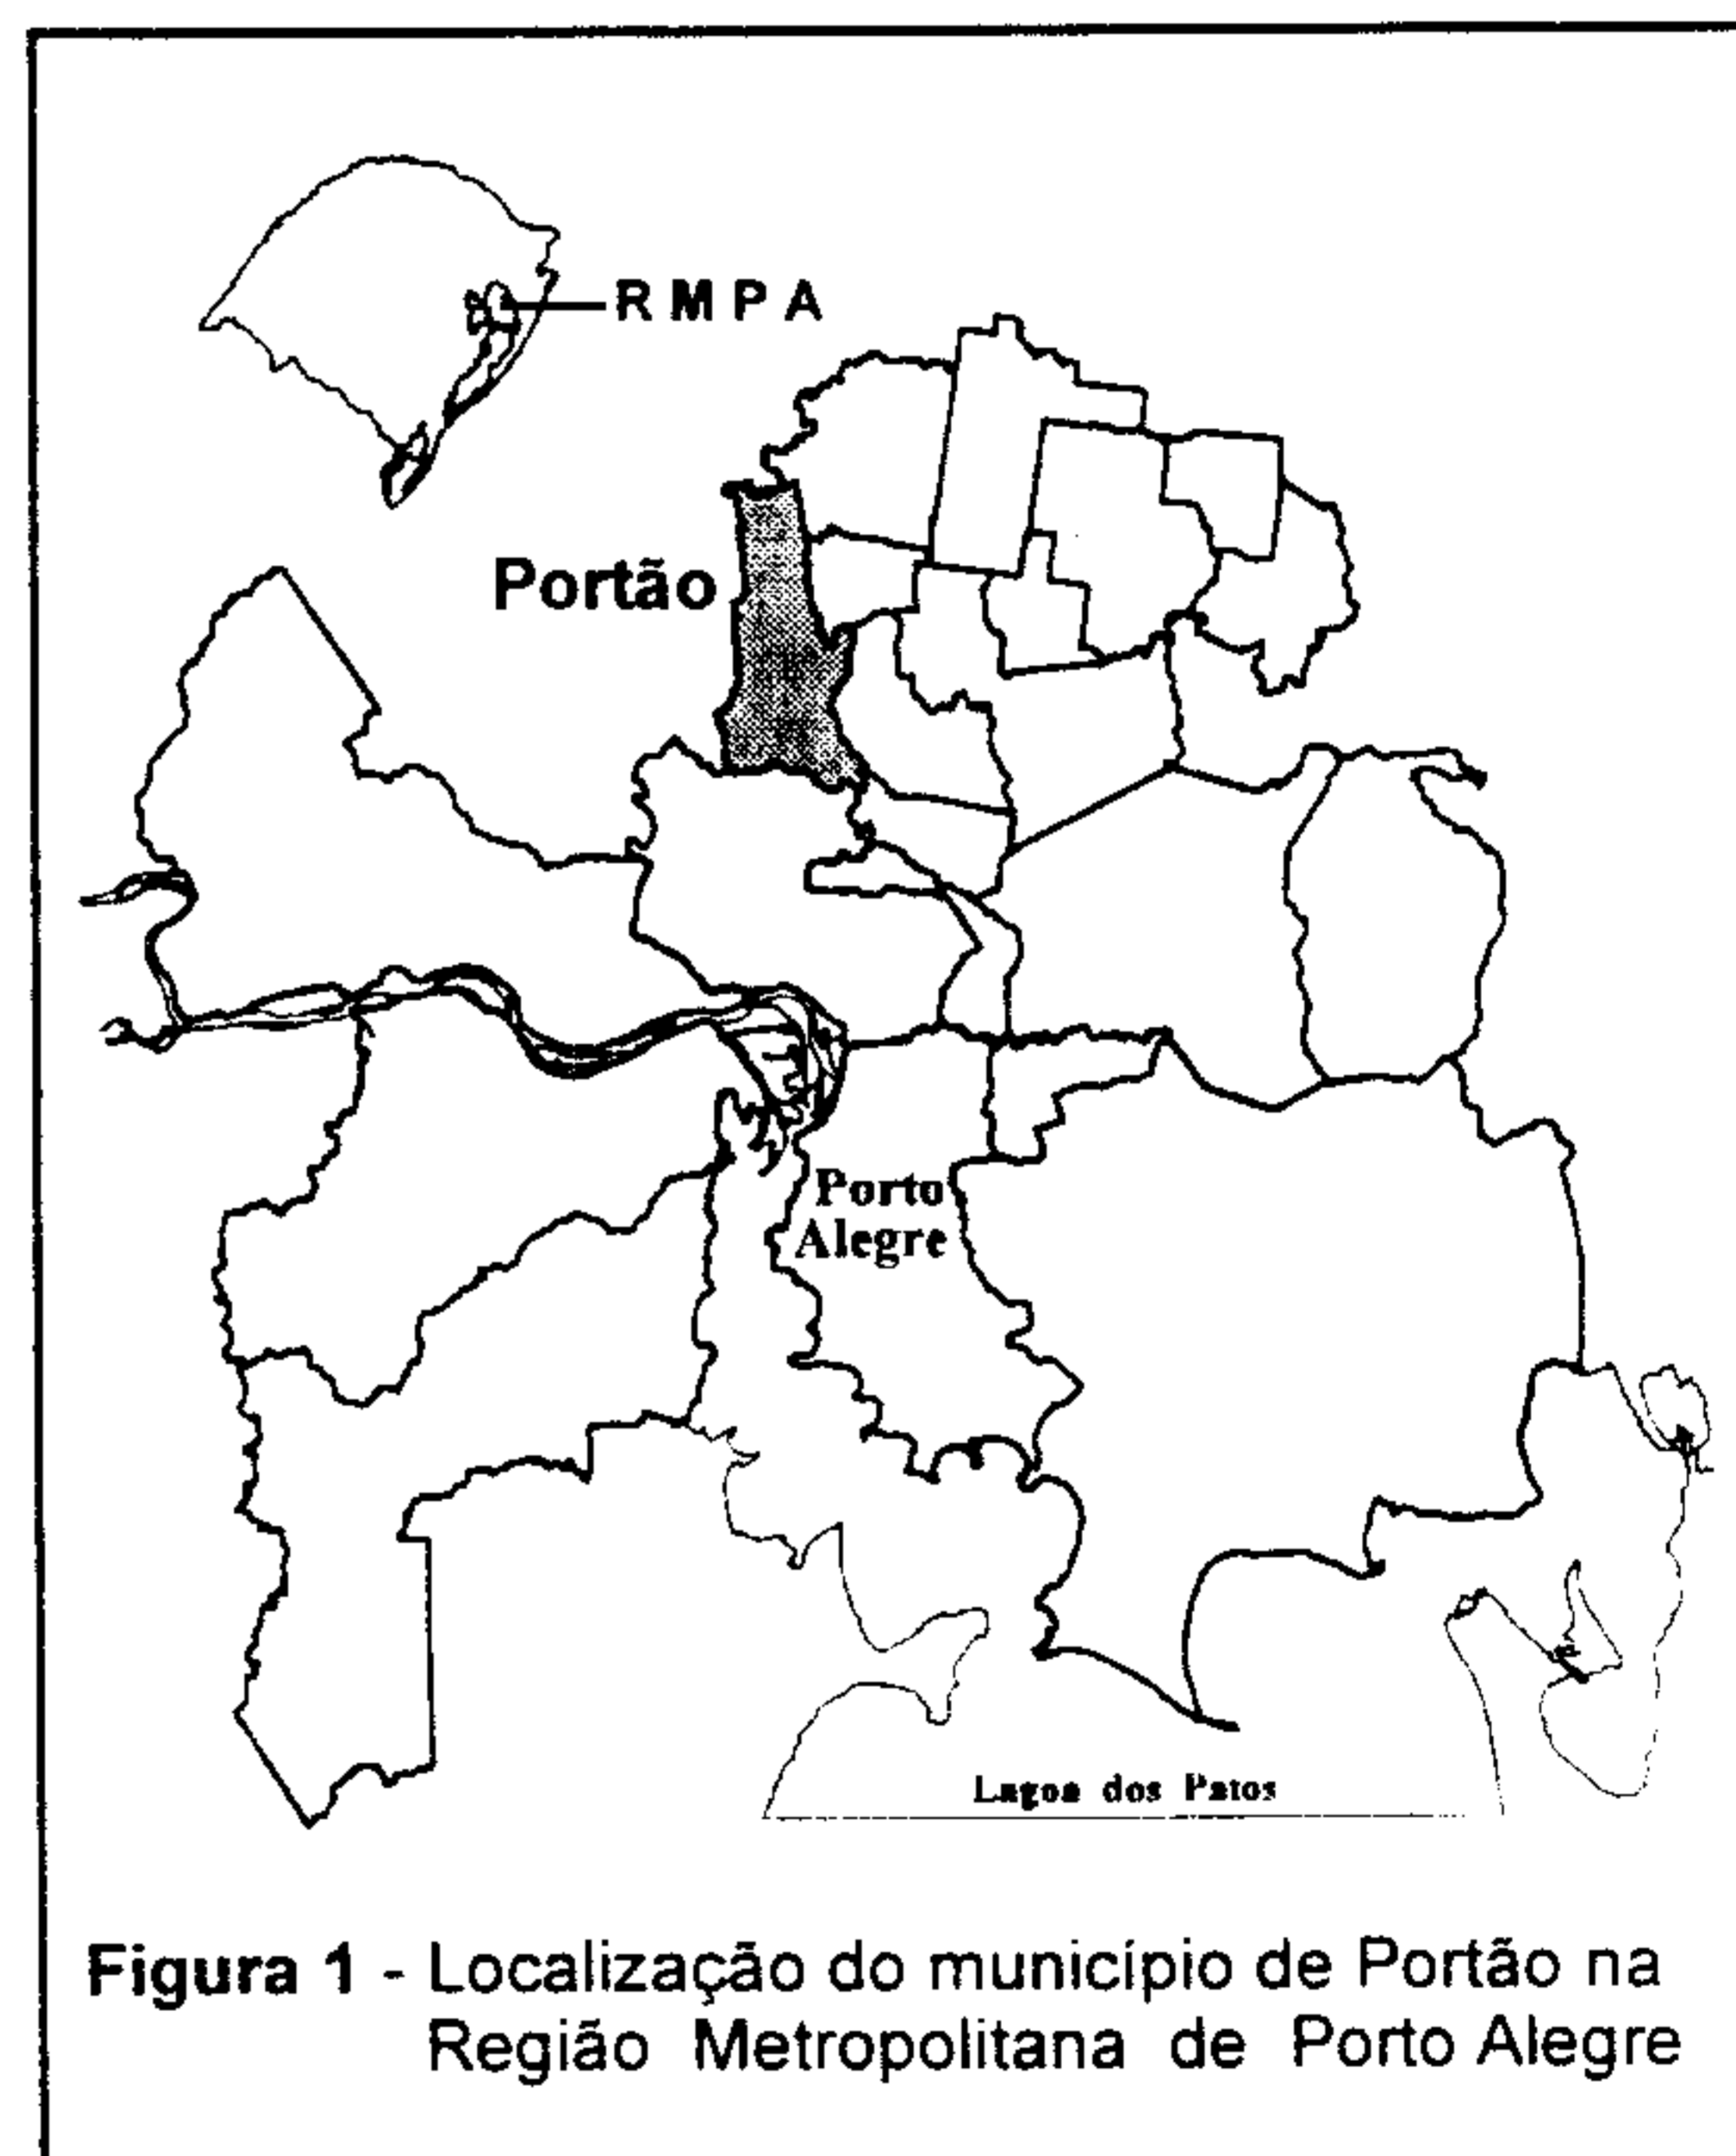 RMPA
Portão
Porto
Alegre
Lagoa dos Patos
Figura 1 - Localização do município de Portão na
Região Metropolitana de Porto Alegre